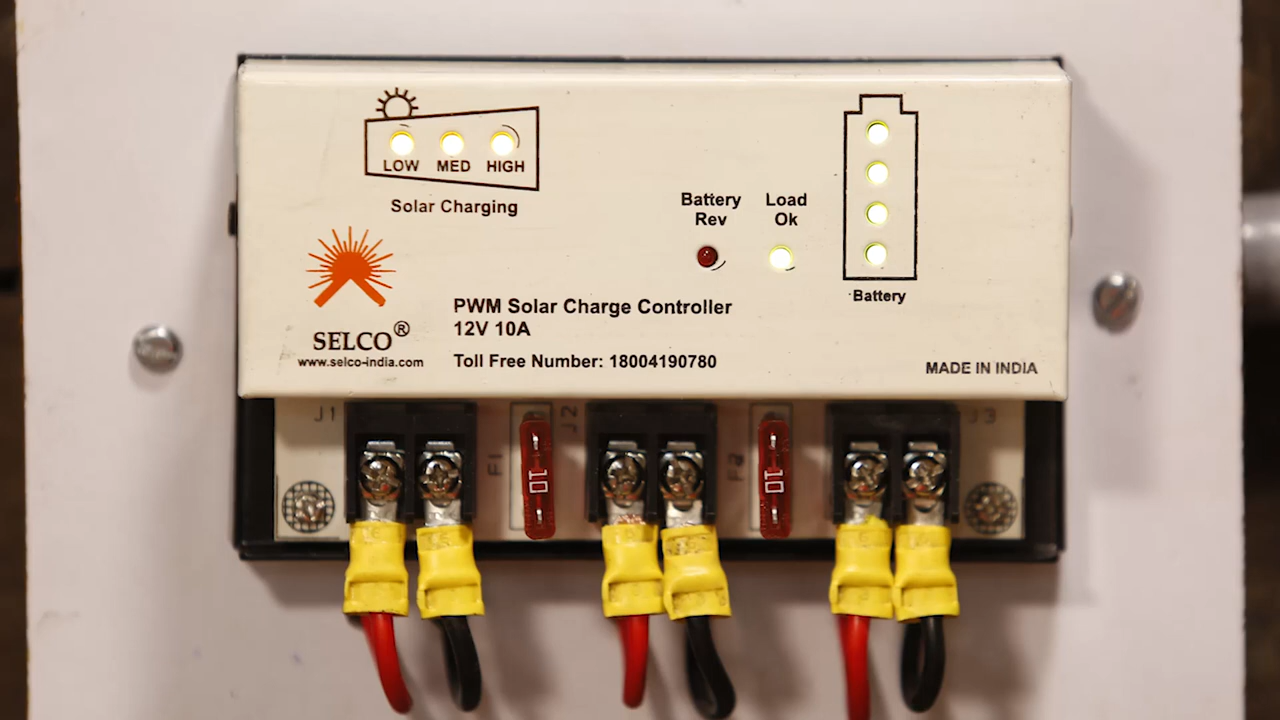 LOW MED HIGH
Solar Charging
Battery
Rev
Load
Ok
Battery
SELCO®
www.selco-india.com
PWM Solar Charge Controller
12V 10A
Toll Free Number: 18004190780
MADE IN INDIA
J1
F1
10
J2
F2
10
J3